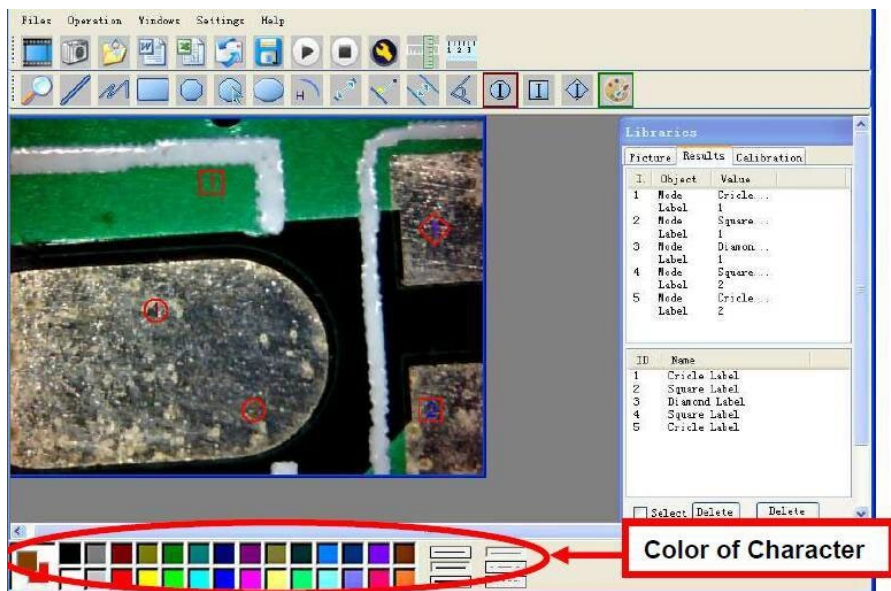 Files Operation Windows Settings Help
Libraries
Picture Results Calibration
I. Object Value
1 Mode Cricle...
Label 1
2 Mode Square...
Label 1
3 Mode Diamon...
Label 1
4 Mode Square...
Label 2
5 Mode Cricle...
Label 2
ID Name
1 Cricle Label
2 Square Label
3 Diamond Label
4 Square Label
5 Cricle Label
Select Delete Delete
Color of Character